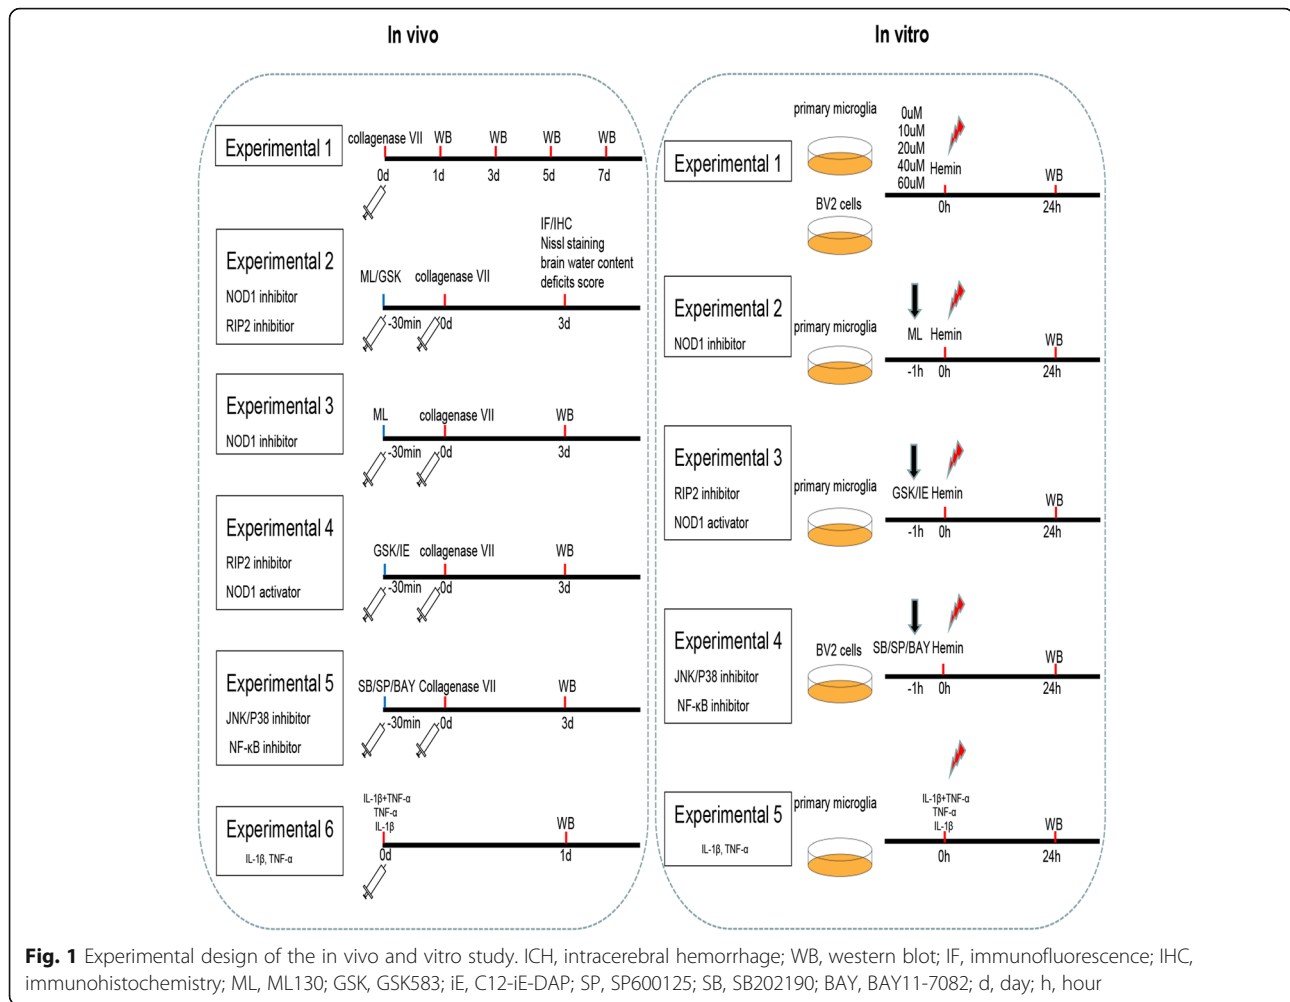 In vivo
Experimental 1
collagenase VII WB WB WB WB
0d 1d 3d 5d 7d
Experimental 2
NOD1 inhibitor
RIP2 inhibitior
IF/IHC
Nissl staining
brain water content
deficits score
ML/GSK collagenase VII
-30min 0d 3d
Experimental 3
NOD1 inhibitor
ML collagenase VII WB
-30min 0d 3d
Experimental 4
RIP2 inhibitor
NOD1 activator
GSK/IE collagenase VII WB
-30min 0d 3d
Experimental 5
JNK/P38 inhibitor
NF-κB inhibitor
SB/SP/BAY Collagenase VII WB
-30min 0d 3d
Experimental 6
IL-1β, TNF-α
IL-1β+TNF-α
TNF-α
IL-1β
WB
0d 1d
In vitro
Experimental 1
primary microglia
BV2 cells
0uM
10uM
20uM
40uM
60uM
Hemin WB
0h 24h
Experimental 2
NOD1 inhibitor
primary microglia
ML Hemin WB
-1h 0h 24h
Experimental 3
RIP2 inhibitor
NOD1 activator
primary microglia
GSK/IE Hemin WB
-1h 0h 24h
Experimental 4
JNK/P38 inhibitor
NF-κB inhibitor
BV2 cells
SB/SP/BAY Hemin WB
-1h 0h 24h
Experimental 5
IL-1β, TNF-α
primary microglia
IL-1β+TNF-α
TNF-α
IL-1β
WB
0h 24h
Fig. 1 Experimental design of the in vivo and vitro study. ICH, intracerebral hemorrhage; WB, western blot; IF, immunofluorescence; IHC,
immunohistochemistry; ML, ML130; GSK, GSK583; iE, C12-iE-DAP; SP, SP600125; SB, SB202190; BAY, BAY11-7082; d, day; h, hour